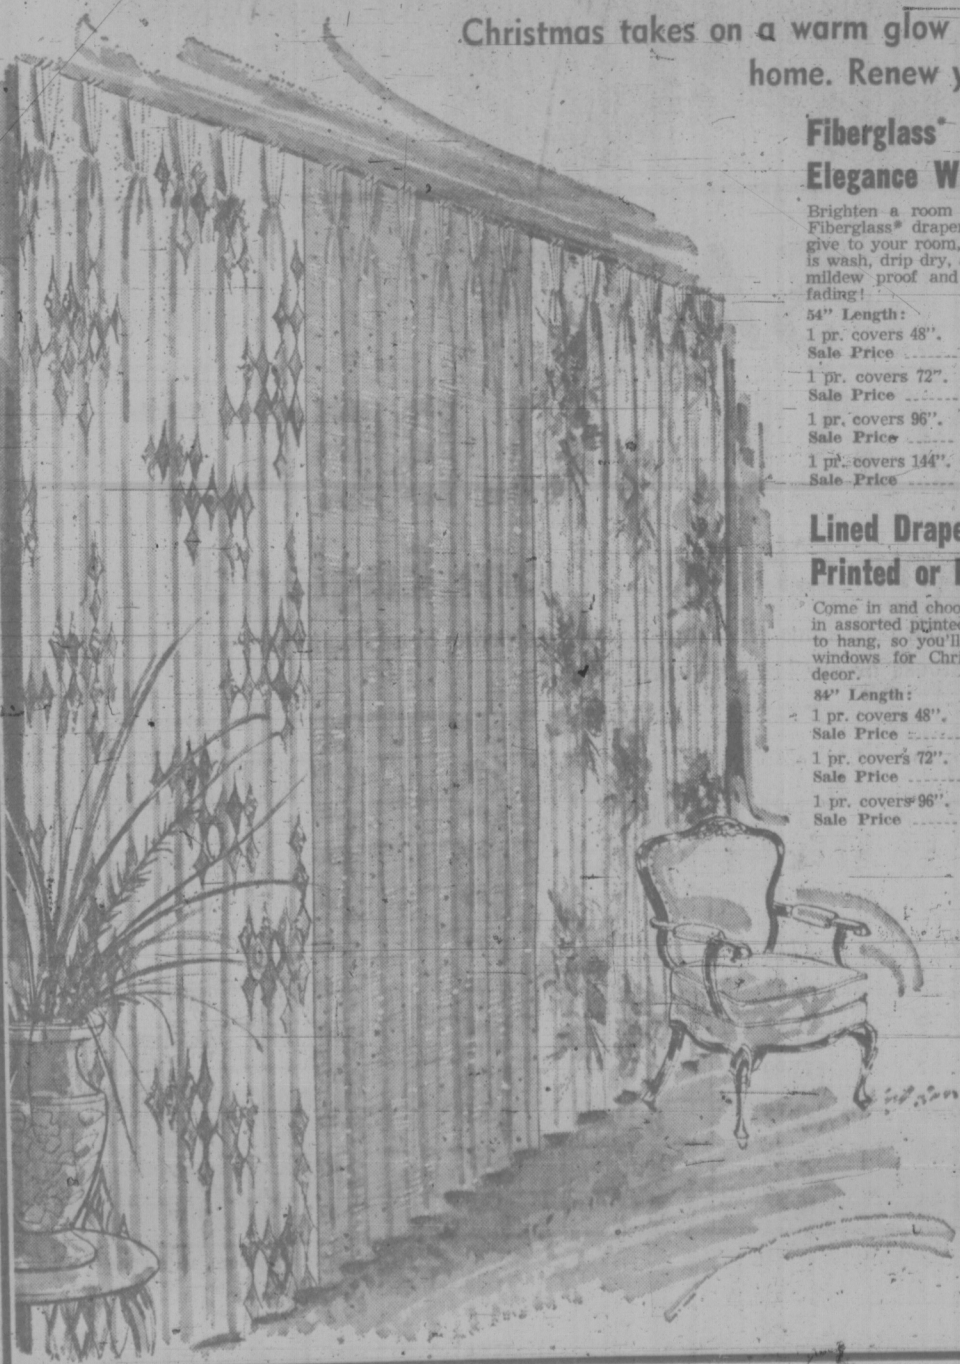 Christmas takes on a warm glow
home. Renew y
Fiberglass*
Elegance W
Brighten a room
Fiberglass* draper
give to your room,
is wash, drip dry,
mildew proof and
fading!
54" Length:
1 pr. covers 48".
Sale Price
1 pr. covers 72".
Sale Price
1 pr. covers 96".
Sale Price
1 pr. covers 144".
Sale Price
Lined Drape
Printed or
Come in and choo
in assorted printed
to hang, so you'll
windows for Chri
decor.
84" Length:
1 pr. covers 48".
Sale Price
1 pr. covers 72".
Sale Price
1 pr. covers 96".
Sale Price